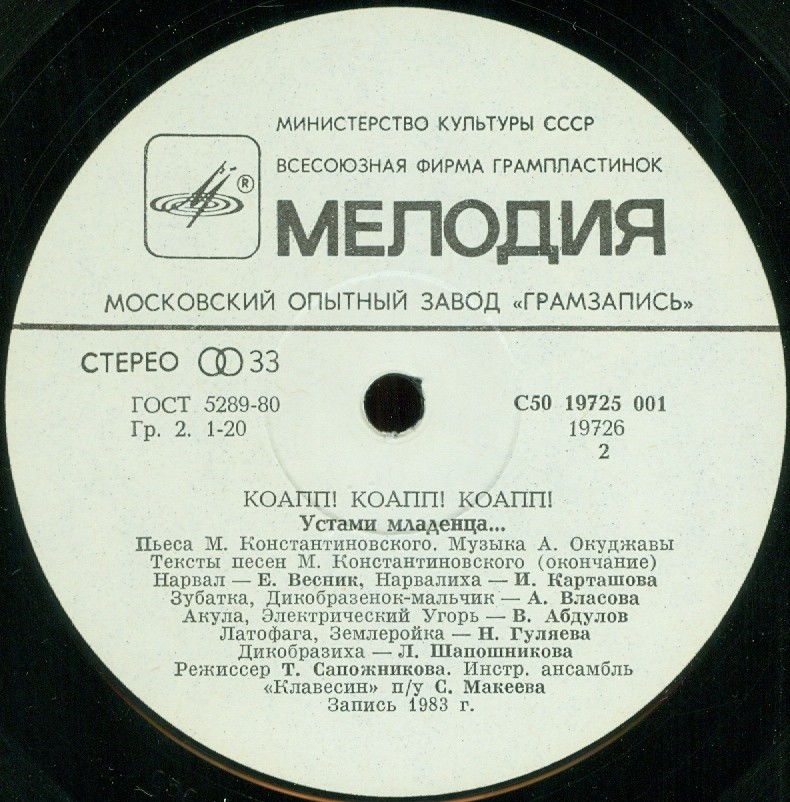 МИНИСТЕРСТВО КУЛЬТУРЫ СССР
ВСЕСОЮЗНАЯ ФИРМА ГРАМПЛАСТИНОК
®
МЕЛОДИЯ
МОСКОВСКИЙ ОПЫТНЫЙ ЗАВОД «ГРАМЗАПИСЬ»
СТЕРЕО 33
ГОСТ 5289-80 С50 19725 001
Гр. 2. 1-20 19726
2
КОАПП! КОАПП! КОАПП!
Устами младенца...
Пьеса М. Константиновского. Музыка А. Окуджавы
Тексты песен М. Константиновского (окончание)
Нарвал — Е. Весник, Нарвалиха — И. Карташова
Зубатка, Дикобразенок-мальчик — А. Власова
Акула, Электрический Угорь — В. Абдулов
Латофага, Землеройка — Н. Гуляева
Дикобразиха — Л. Шапошникова
Режиссер Т. Сапожникова. Инстр. ансамбль
«Клавесин» п/у С. Макеева
Запись 1983 г.